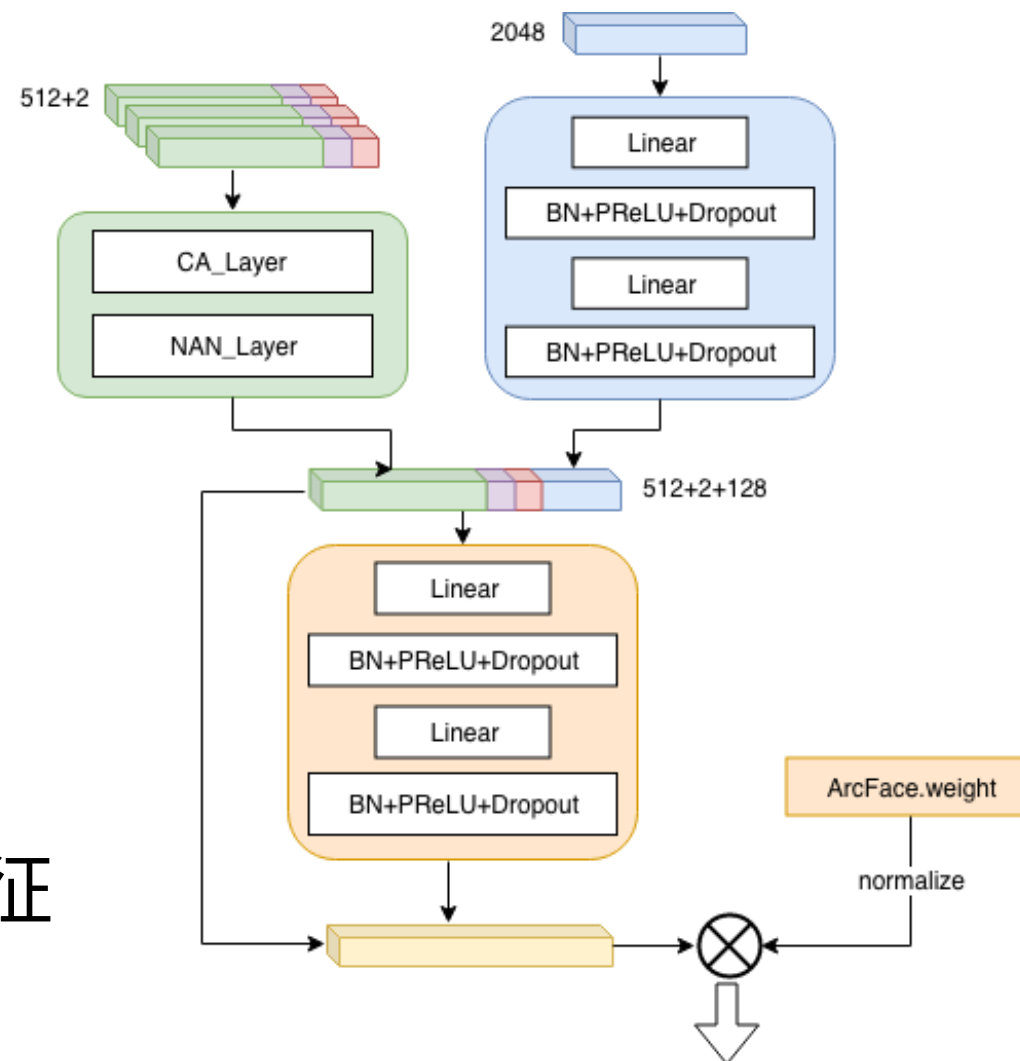 2048
512+2
Linear
BN+PReLU+Dropout
Linear
BN+PReLU+Dropout
CA_Layer
NAN_Layer
512+2+128
Linear
BN+PReLU+Dropout
Linear
BN+PReLU+Dropout
ArcFace.weight
normalize
征